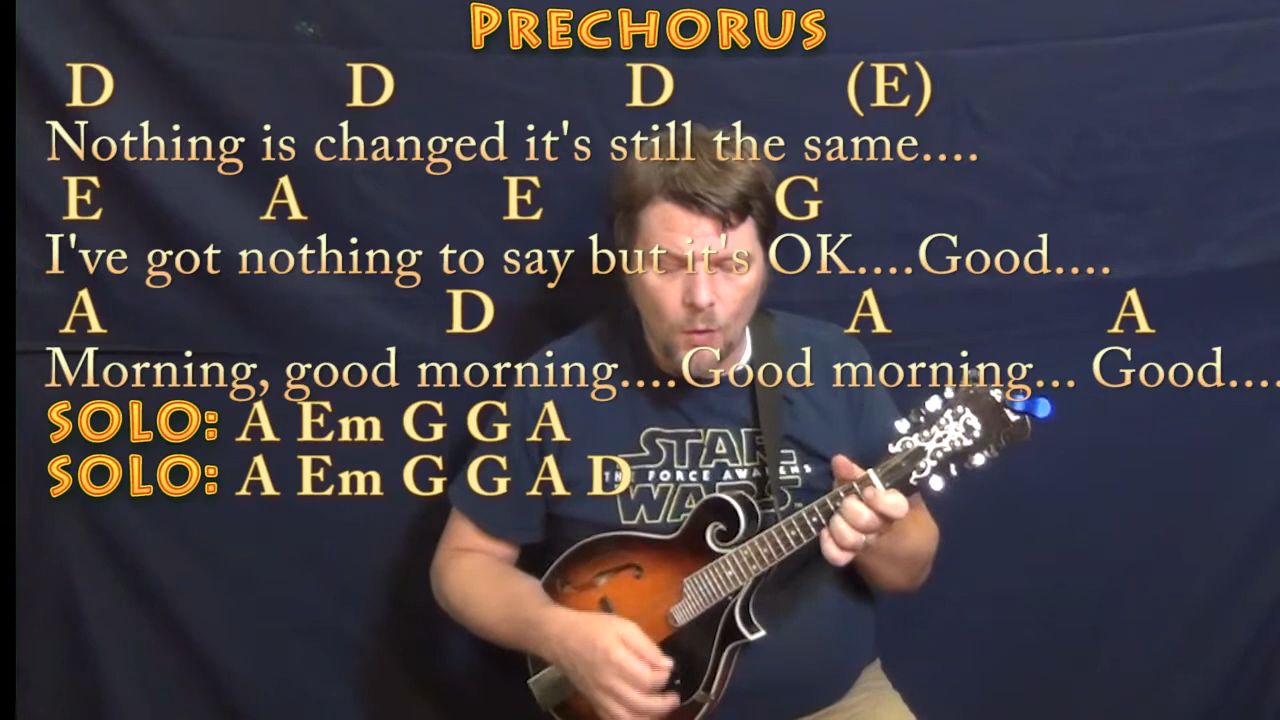 PRECHORUS
D D D (E)
Nothing is changed it's still the same....
E A E G
I've got nothing to say but it's OK....Good....
A D A A
Morning, good morning....Good morning... Good....
SOLO: A Em G G A
SOLO: A Em G G A D
STAR
THE FORCE AWAKENS
WARS